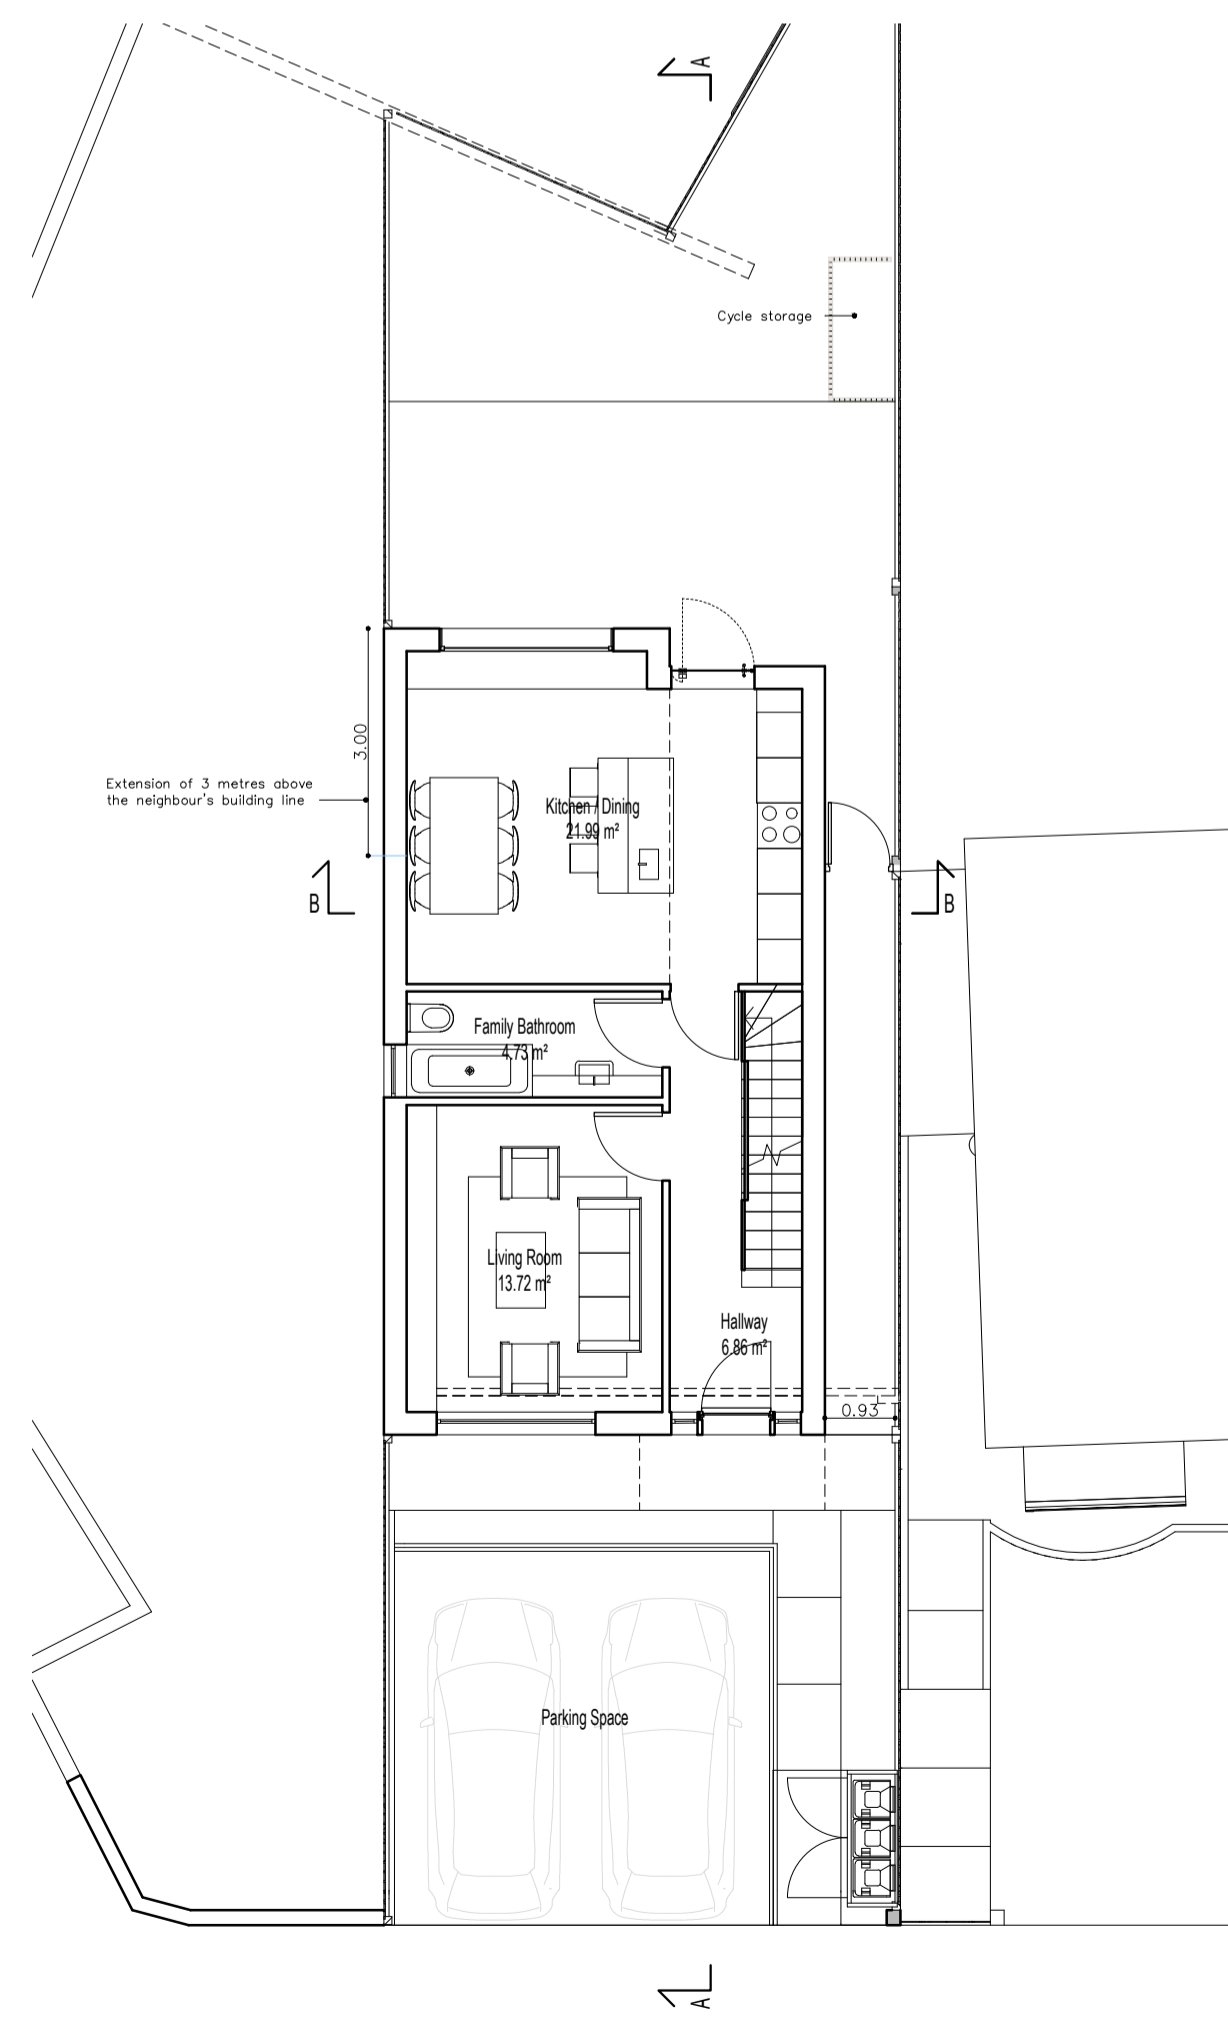 A
Cycle storage
3.00
Extension of 3 metres above
the neighbour's building line
Kitchen / Dining
21.99 m²
B
B
Family Bathroom
4.73 m²
Living Room
13.72 m²
Hallway
6.86 m²
0.93
Parking Space
A